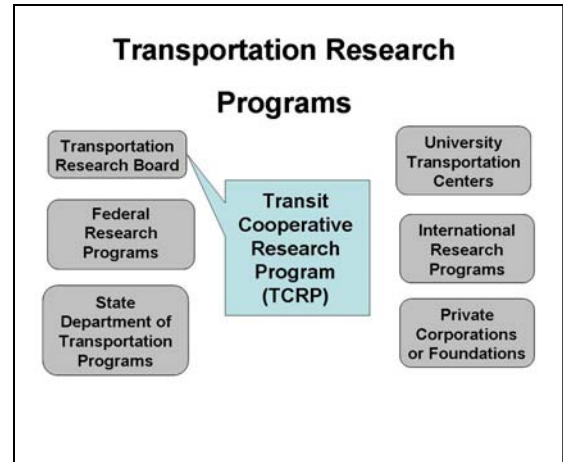 Transportation Research
Programs
Transportation
Research Board
Federal
Research
Programs
State
Department of
Transportation
Programs
Transit
Cooperative
Research
Program
(TCRP)
University
Transportation
Centers
International
Research
Programs
Private
Corporations
or Foundations